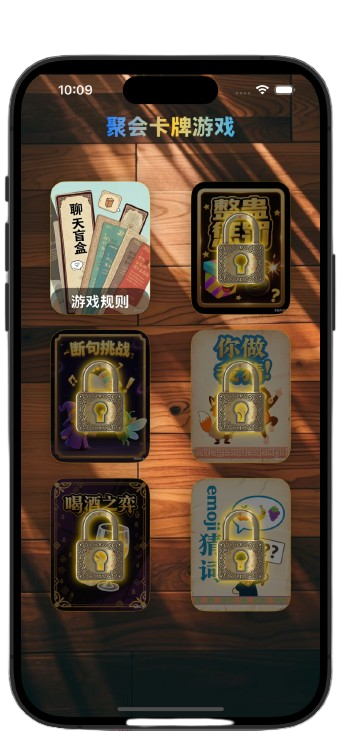 10:09
聚会卡牌游戏
聊天盲盒
游戏规则
整蛊
?
断句挑战
你做
!
喝酒之弈
emoji猜词
??